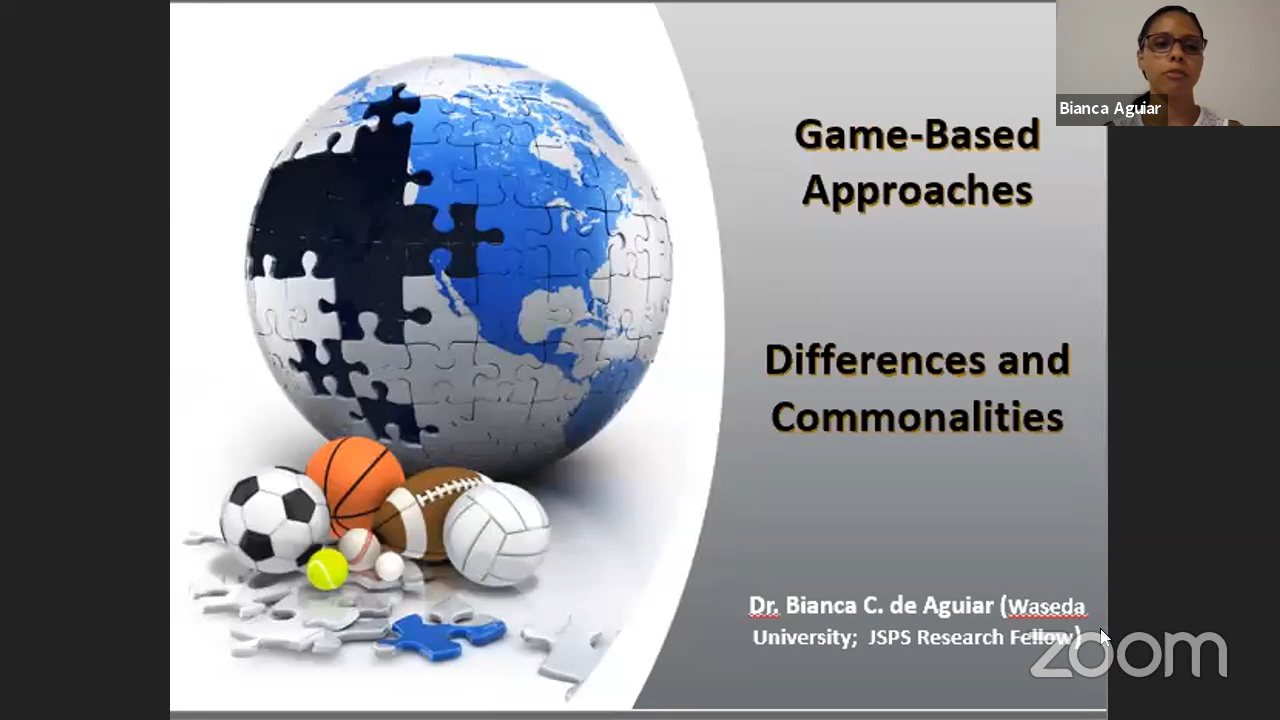 Bianca Aguiar
Game-Based
Approaches
Differences and
Commonalities
Dr. Bianca C. de Aguiar (Waseda
University; JSPS Research Fellow)
zoom